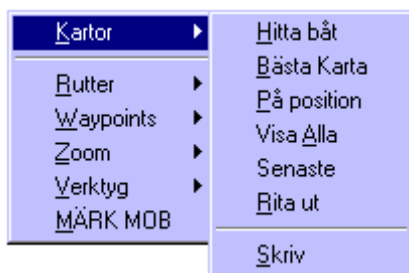 Kartor
Rutter
Waypoints
Zoom
Verktyg
MÄRK MOB
Hitta båt
Bästa Karta
På position
Visa Alla
Senaste
Rita ut
Skriv